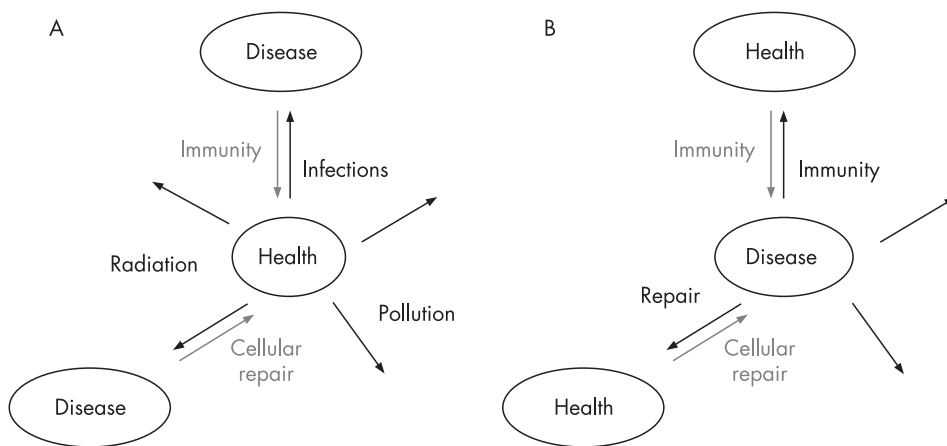 A
Disease
Immunity
Infections
Radiation
Health
Pollution
Cellular
repair
Disease
B
Health
Immunity
Immunity
Disease
Repair
Cellular
repair
Health